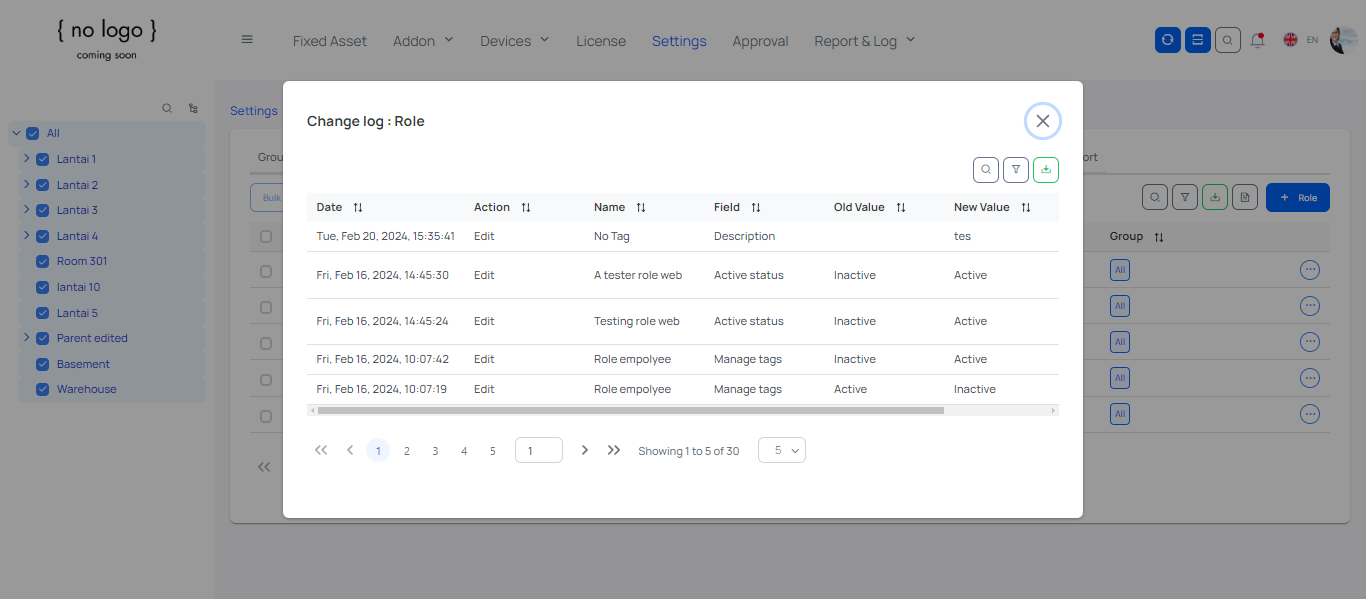 { no logo }
coming soon
Fixed Asset
Addon
Devices
License
Settings
Approval
Report & Log
EN
All
Lantai 1
Lantai 2
Lantai 3
Lantai 4
Room 301
lantai 10
Lantai 5
Parent edited
Basement
Warehouse
Settings
Grou
ort
Bulk
+ Role
Group
All
All
All
All
All
Change log : Role
Date Action Name Field Old Value New Value
Tue, Feb 20, 2024, 15:35:41 Edit No Tag Description tes
Fri, Feb 16, 2024, 14:45:30 Edit A tester role web Active status Inactive Active
Fri, Feb 16, 2024, 14:45:24 Edit Testing role web Active status Inactive Active
Fri, Feb 16, 2024, 10:07:42 Edit Role empolyee Manage tags Inactive Active
Fri, Feb 16, 2024, 10:07:19 Edit Role empolyee Manage tags Active Inactive
1 2 3 4 5 1 Showing 1 to 5 of 30 5